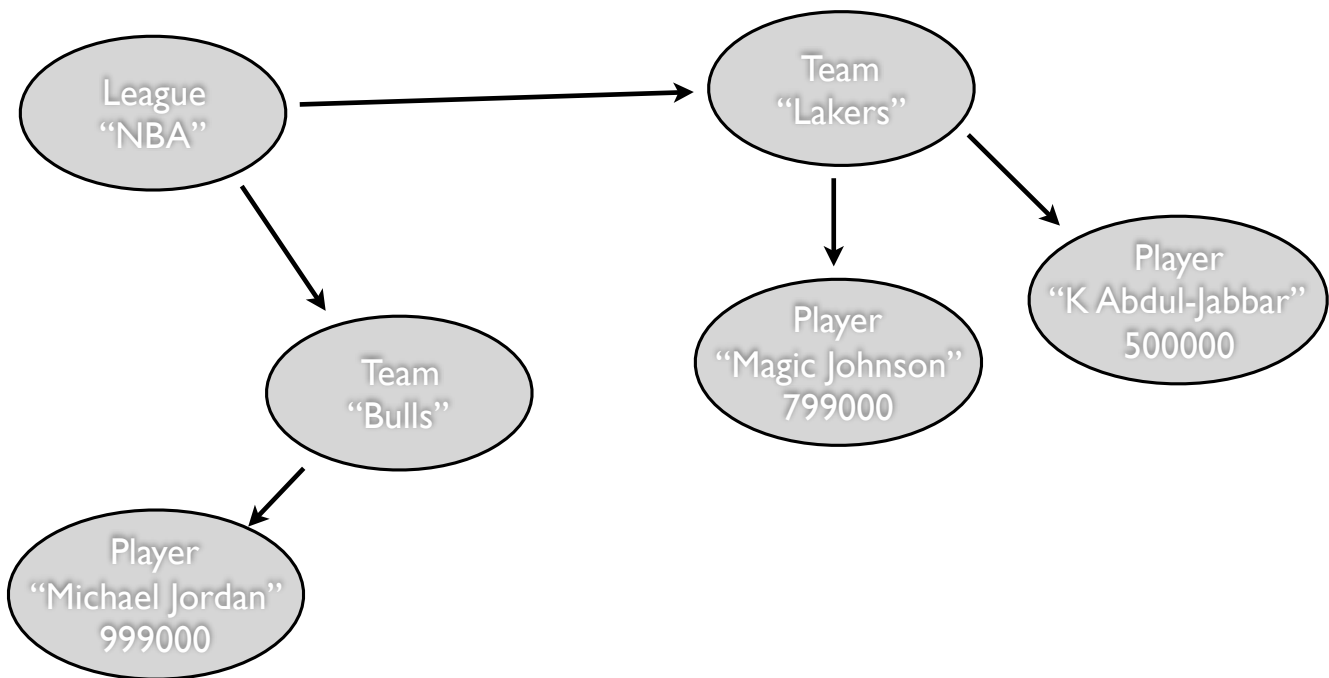 League
“NBA”
Team
“Lakers”
Player
“K Abdul-Jabbar”
500000
Player
“Magic Johnson”
799000
Team
“Bulls”
Player
“Michael Jordan”
999000